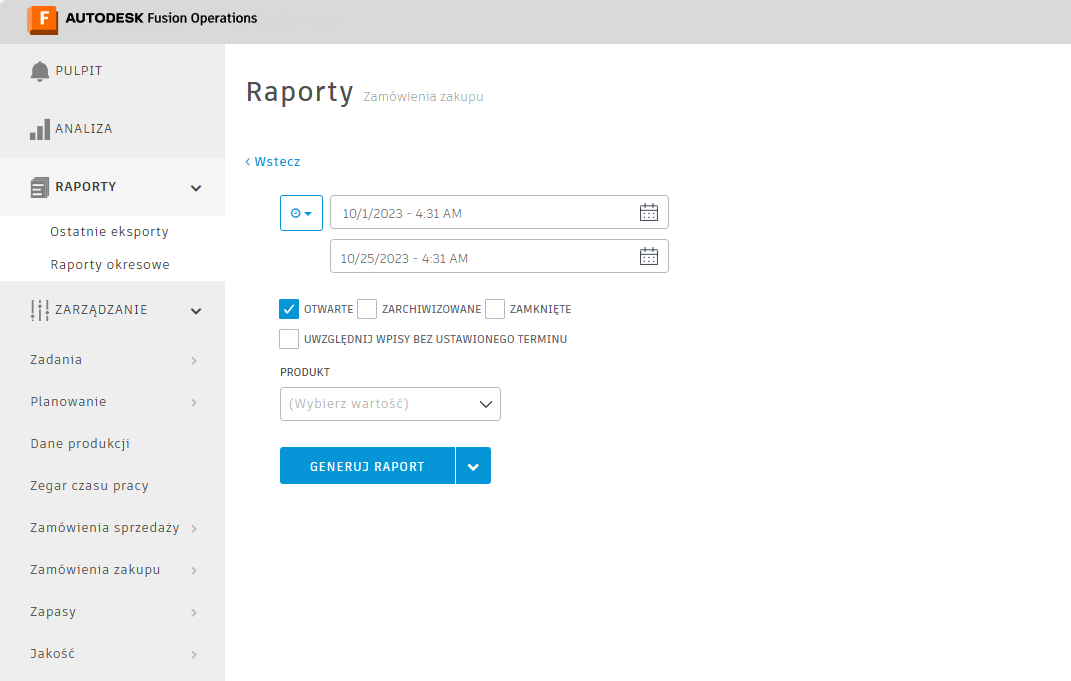 F AUTODESK Fusion Operations
PULPIT
ANALIZA
RAPORTY
Ostatnie eksporty
Raporty okresowe
ZARZĄDZANIE
Zadania
Planowanie
Dane produkcji
Zegar czasu pracy
Zamówienia sprzedaży
Zamówienia zakupu
Zapasy
Jakość
Raporty Zamówienia zakupu
< Wstecz
10/1/2023 - 4:31 AM
10/25/2023 - 4:31 AM
OTWARTE ZARCHIWIZOWANE ZAMKNIĘTE
UWZGLĘDNIJ WPISY BEZ USTAWIONEGO TERMINU
PRODUKT
(Wybierz wartość)
GENERUJ RAPORT